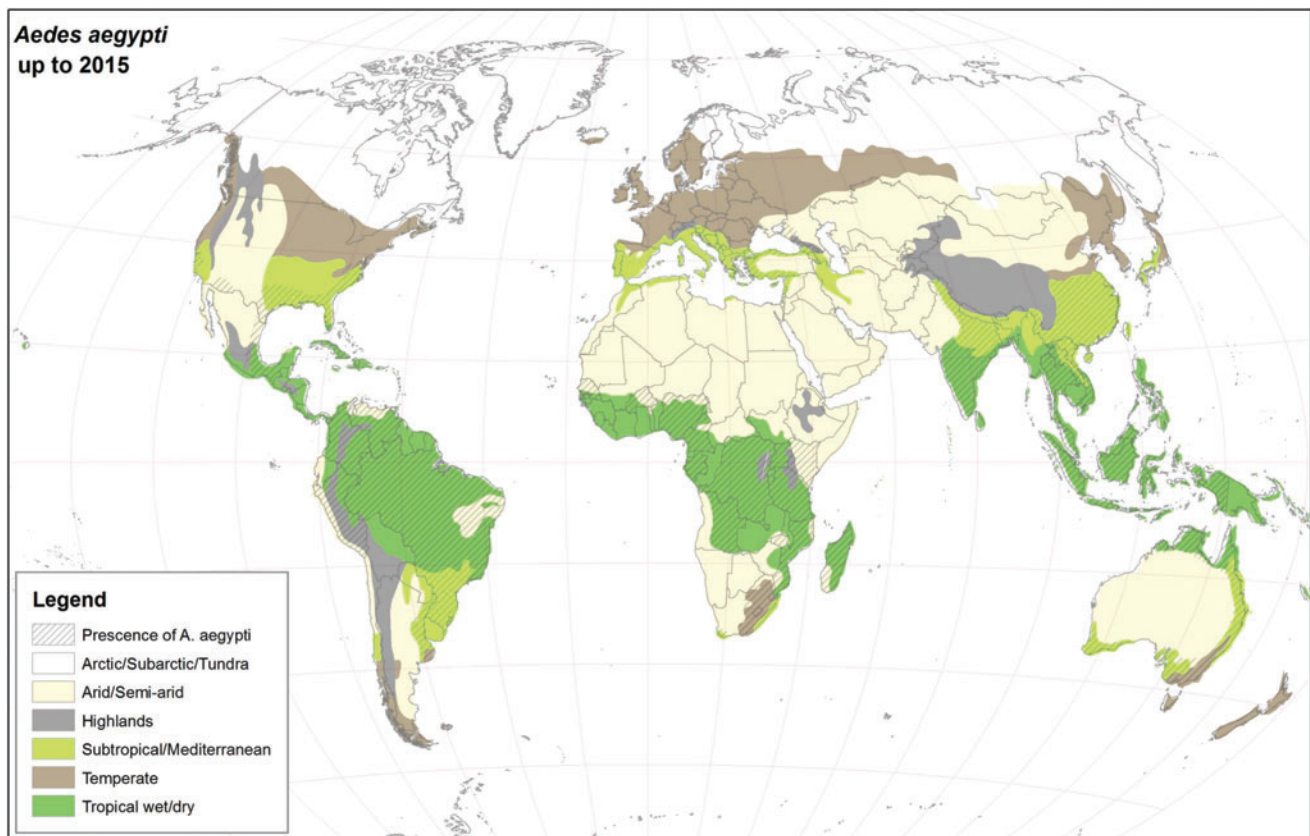 Aedes aegypti
up to 2015
Legend
Prescence of A. aegypti
Arctic/Subarctic/Tundra
Arid/Semi-arid
Highlands
Subtropical/Mediterranean
Temperate
Tropical wet/dry